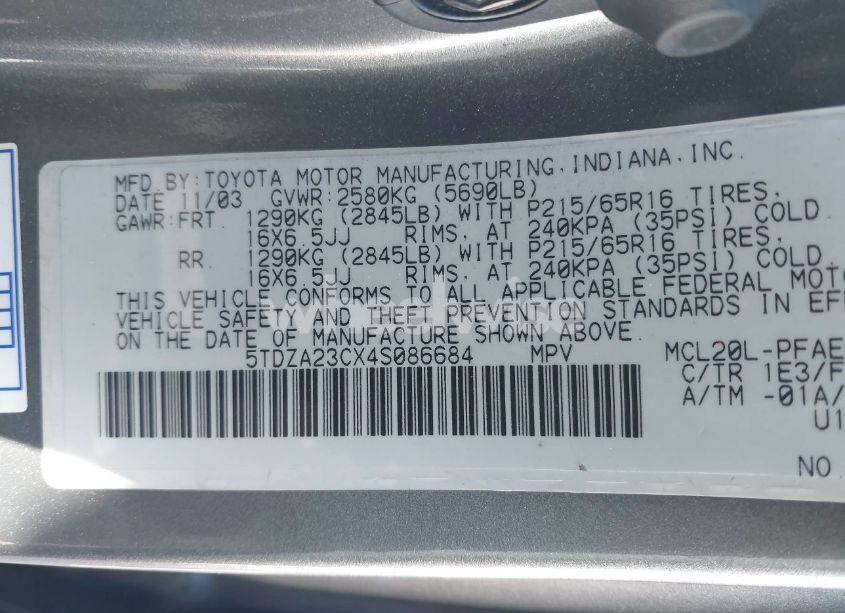 MFD.BY:TOYOTA MOTOR MANUFACTURING,INDIANA,INC.
DATE 11/03 GVWR:2580KG (5690LB)
GAWR:FRT. 1290KG (2845LB) WITH P215/65R16 TIRES,
16X6.5JJ RIMS, AT 240KPA (35PSI) COLD.
RR. 1290KG (2845LB) WITH P215/65R16 TIRES,
16X6.5JJ RIMS, AT 240KPA (35PSI) COLD.
THIS VEHICLE CONFORMS TO ALL APPLICABLE FEDERAL MOTO
VEHICLE SAFETY AND THEFT PREVENTION STANDARDS IN EFF
ON THE DATE OF MANUFACTURE SHOWN ABOVE.
5TDZA23CX4S086684 MPV MCL20L-PFAE
C/TR 1E3/F
A/TM -01A/
U1
NO